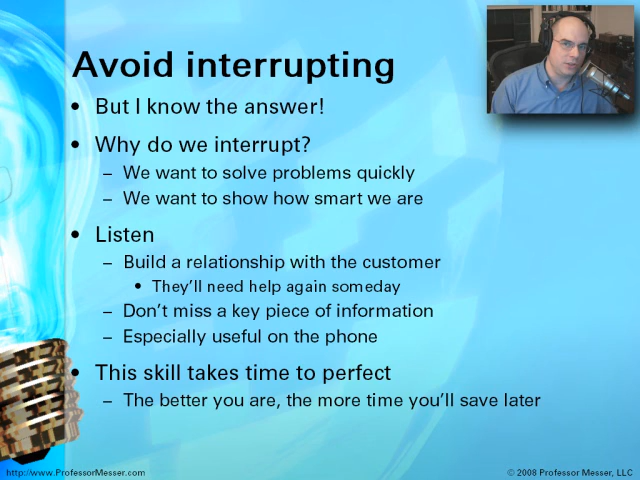 Avoid interrupting
• But I know the answer!
• Why do we interrupt?
– We want to solve problems quickly
– We want to show how smart we are
• Listen
– Build a relationship with the customer
• They'll need help again someday
– Don't miss a key piece of information
– Especially useful on the phone
• This skill takes time to perfect
– The better you are, the more time you'll save later
http://www.ProfessorMesser.com
© 2008 Professor Messer, LLC